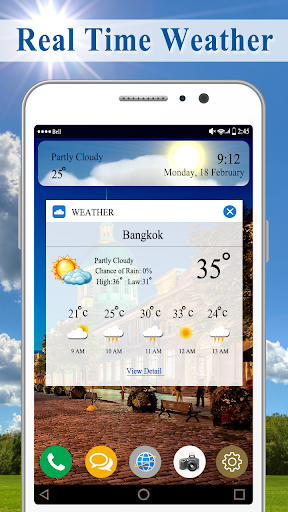 Real Time Weather
Bell 2:45
Partly Cloudy 9:12
25° Monday, 18 February
WEATHER
Bangkok
Partly Cloudy
Chance of Rain: 0% 35°
High:36° Law:31°
21°c 25°c 30°c 32°c 24°c
9 AM 10 AM 11 AM 12 AM 13 AM
View Detail